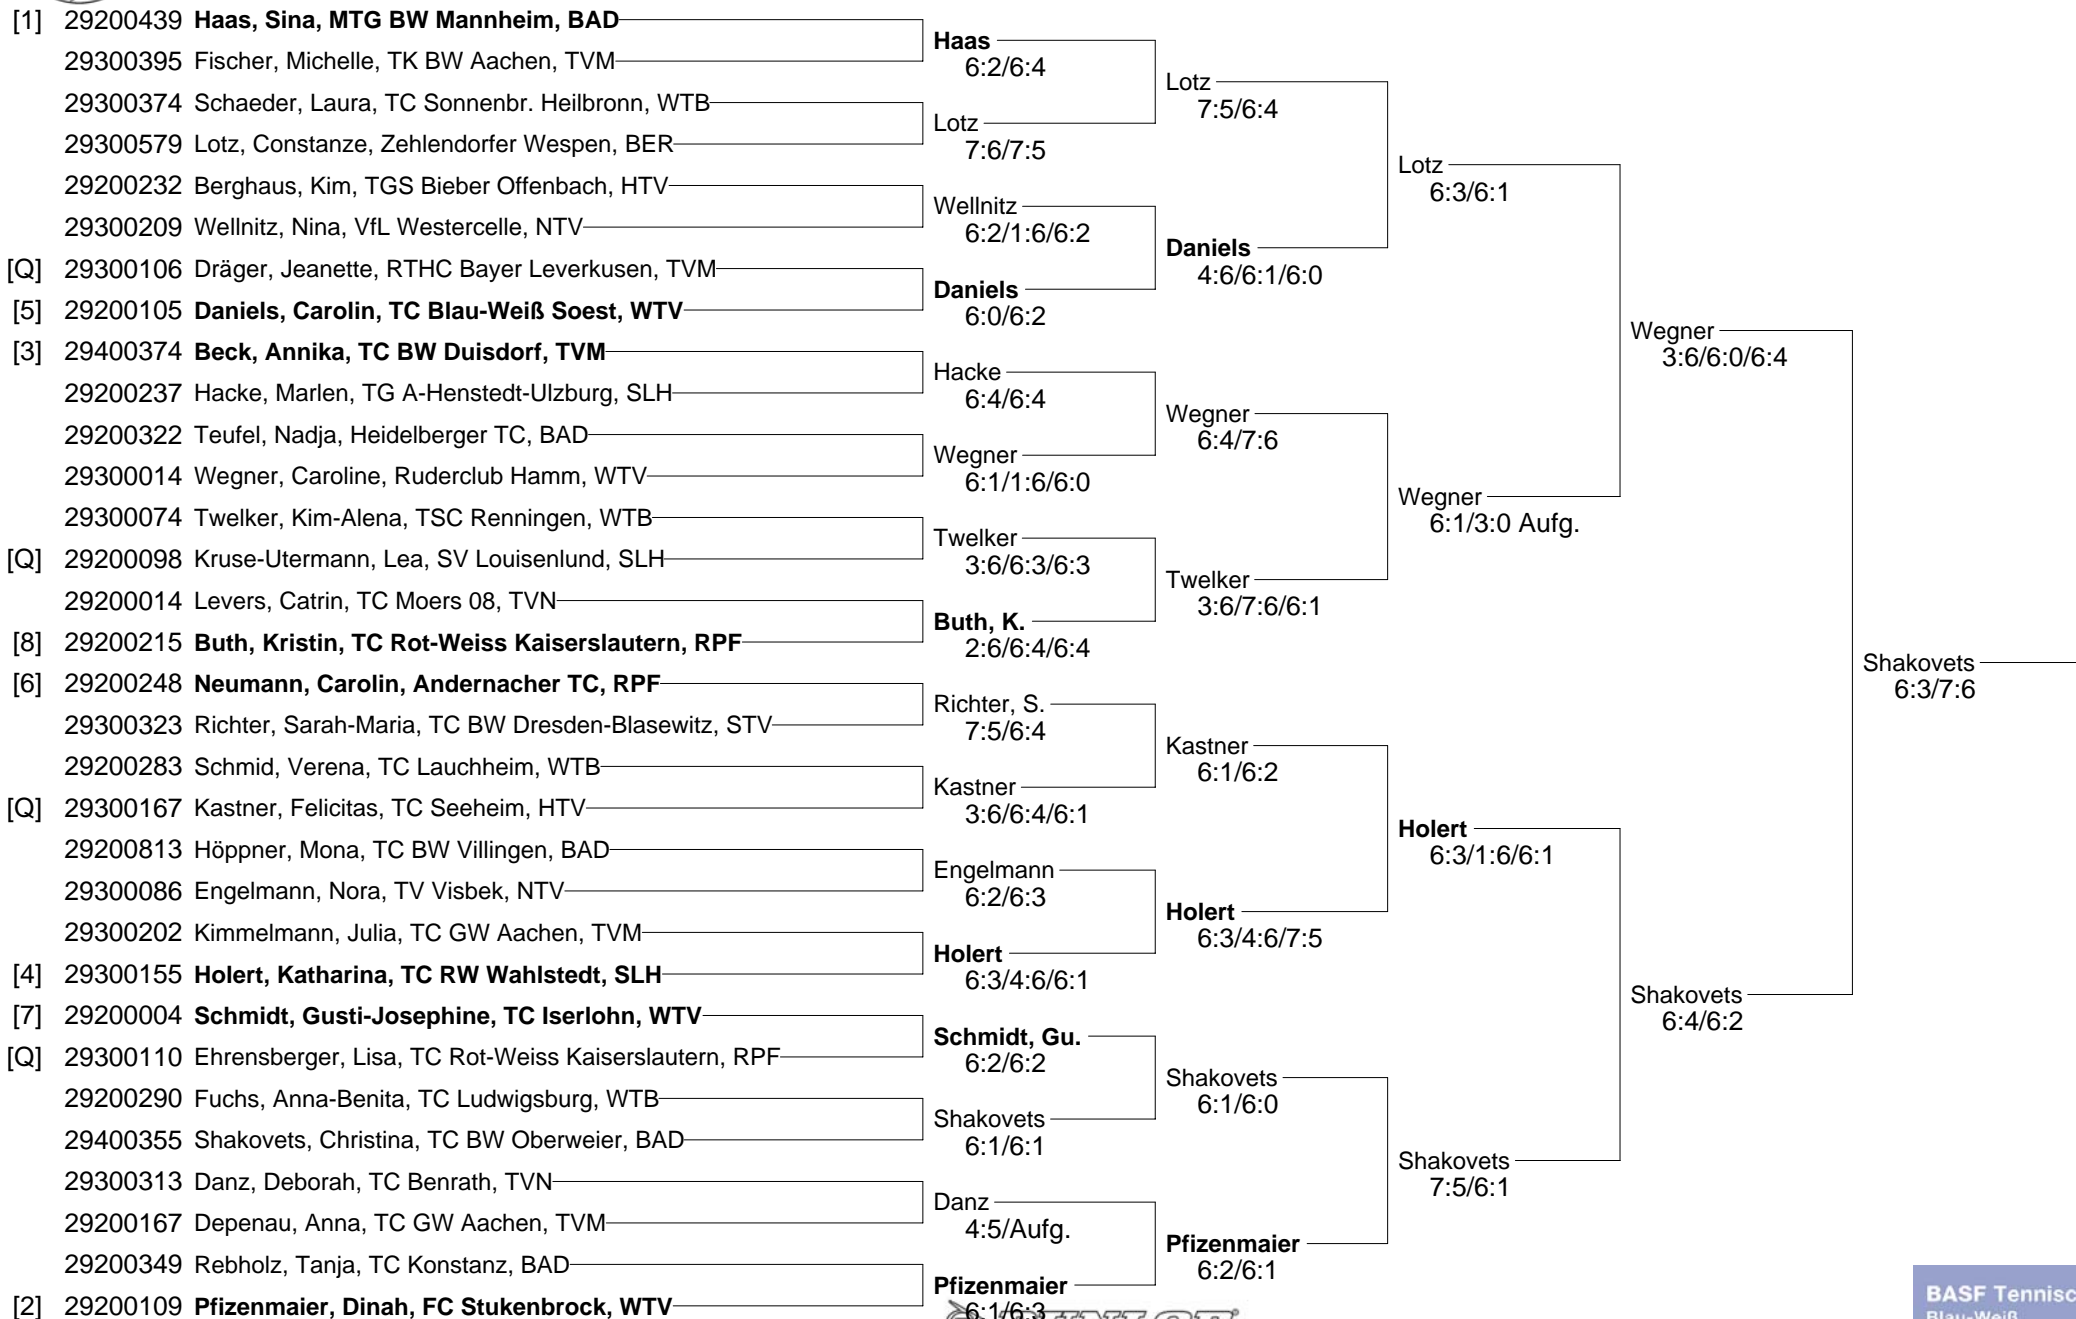 [1] 29200439 Haas, Sina, MTG BW Mannheim, BAD
29300395 Fischer, Michelle, TK BW Aachen, TVM
29300374 Schaeder, Laura, TC Sonnenbr. Heilbronn, WTB
29300579 Lotz, Constanze, Zehlendorfer Wespen, BER
29200232 Berghaus, Kim, TGS Bieber Offenbach, HTV
29300209 Wellnitz, Nina, VfL Westercelle, NTV
[Q] 29300106 Dräger, Jeanette, RTHC Bayer Leverkusen, TVM
[5] 29200105 Daniels, Carolin, TC Blau-Weiß Soest, WTV
[3] 29400374 Beck, Annika, TC BW Duisdorf, TVM
29200237 Hacke, Marlen, TG A-Henstedt-Ulzburg, SLH
29200322 Teufel, Nadja, Heidelberger TC, BAD
29300014 Wegner, Caroline, Ruderclub Hamm, WTV
29300074 Twelker, Kim-Alena, TSC Renningen, WTB
[Q] 29200098 Kruse-Utermann, Lea, SV Louisenlund, SLH
29200014 Levers, Catrin, TC Moers 08, TVN
[8] 29200215 Buth, Kristin, TC Rot-Weiss Kaiserslautern, RPF
[6] 29200248 Neumann, Carolin, Andernacher TC, RPF
29300323 Richter, Sarah-Maria, TC BW Dresden-Blasewitz, STV
29200283 Schmid, Verena, TC Lauchheim, WTB
[Q] 29300167 Kastner, Felicitas, TC Seeheim, HTV
29200813 Höppner, Mona, TC BW Villingen, BAD
29300086 Engelmann, Nora, TV Visbek, NTV
29300202 Kimmelmann, Julia, TC GW Aachen, TVM
[4] 29300155 Holert, Katharina, TC RW Wahlstedt, SLH
[7] 29200004 Schmidt, Gusti-Josephine, TC Iserlohn, WTV
[Q] 29300110 Ehrensberger, Lisa, TC Rot-Weiss Kaiserslautern, RPF
29200290 Fuchs, Anna-Benita, TC Ludwigsburg, WTB
29400355 Shakovets, Christina, TC BW Oberweier, BAD
29300313 Danz, Deborah, TC Benrath, TVN
29200167 Depenau, Anna, TC GW Aachen, TVM
29200349 Rebholz, Tanja, TC Konstanz, BAD
[2] 29200109 Pfizenmaier, Dinah, FC Stukenbrock, WTV
Haas
6:2/6:4
Lotz
7:6/7:5
Wellnitz
6:2/1:6/6:2
Daniels
6:0/6:2
Hacke
6:4/6:4
Wegner
6:1/1:6/6:0
Twelker
3:6/6:3/6:3
Buth, K.
2:6/6:4/6:4
Richter, S.
7:5/6:4
Kastner
3:6/6:4/6:1
Engelmann
6:2/6:3
Holert
6:3/4:6/6:1
Schmidt, Gu.
6:2/6:2
Shakovets
6:1/6:1
Danz
4:5/Aufg.
Pfizenmaier
6:1/6:3
Lotz
7:5/6:4
Daniels
4:6/6:1/6:0
Wegner
6:4/7:6
Twelker
3:6/7:6/6:1
Kastner
6:1/6:2
Holert
6:3/4:6/7:5
Shakovets
6:1/6:0
Pfizenmaier
6:2/6:1
Lotz
6:3/6:1
Wegner
6:1/3:0 Aufg.
Holert
6:3/1:6/6:1
Shakovets
7:5/6:1
Wegner
3:6/6:0/6:4
Shakovets
6:4/6:2
Shakovets
6:3/7:6
BASF Tennisc
Blau-Weiß